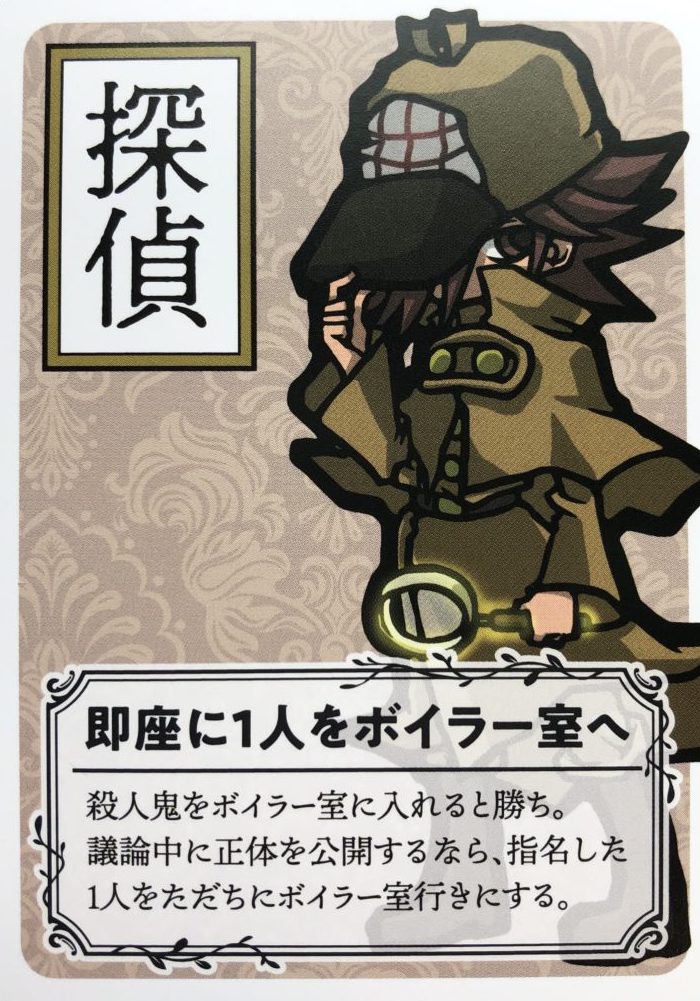 探偵
即座に1人をボイラー室へ
殺人鬼をボイラー室に入れると勝ち。
議論中に正体を公開するなら、指名した
1人をただちにボイラー室行きにする。